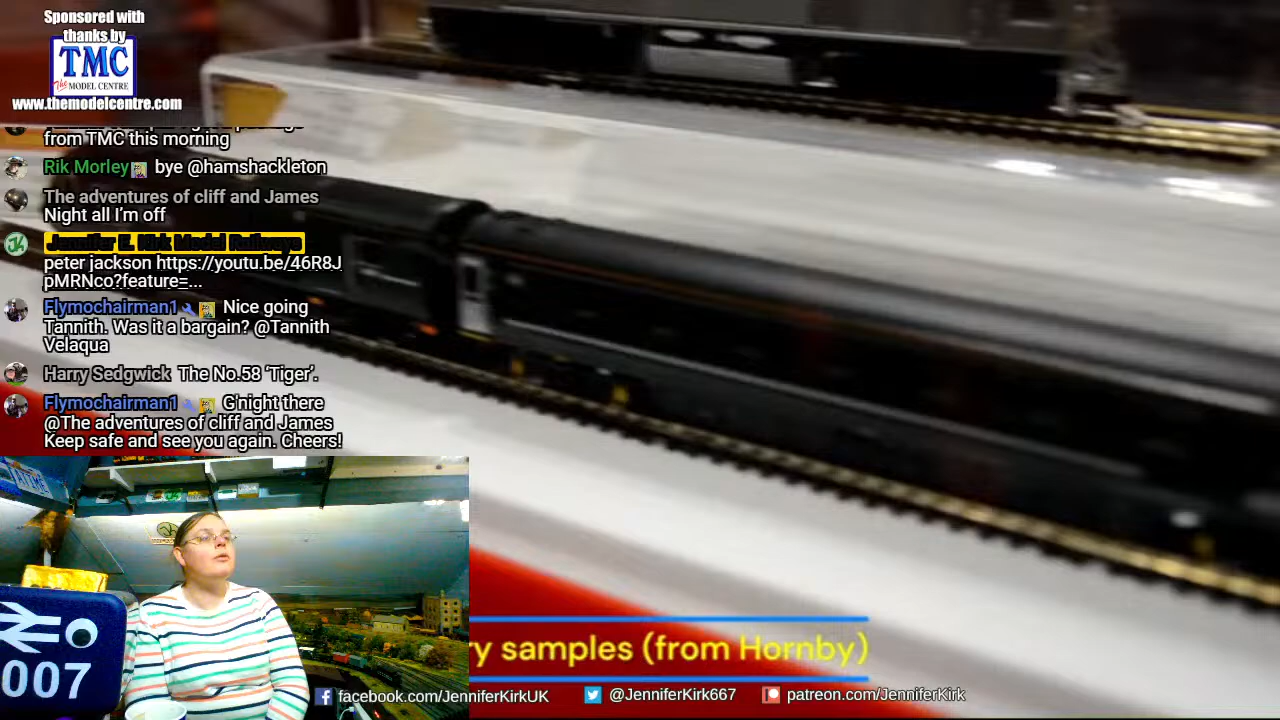 Sponsored with
thanks by
TMC
The MODEL CENTRE
www.themodelcentre.com
from TMC this morning
Rik Morley bye @hamshackleton
The adventures of cliff and James
Night all I'm off
Jennifer E. Kirk Model Railways
peter jackson https://youtu.be/46R8J
pMRNco?feature=...
Flymochairman1 Nice going
Tannith. Was it a bargain? @Tannith
Velaqua
Harry Sedgwick The No.58 'Tiger'.
Flymochairman1 G'night there
@The adventures of cliff and James
Keep safe and see you again. Cheers!
007
ry samples (from Hornby)
facebook.com/JenniferKirkUK
@JenniferKirk667
patreon.com/JenniferKirk